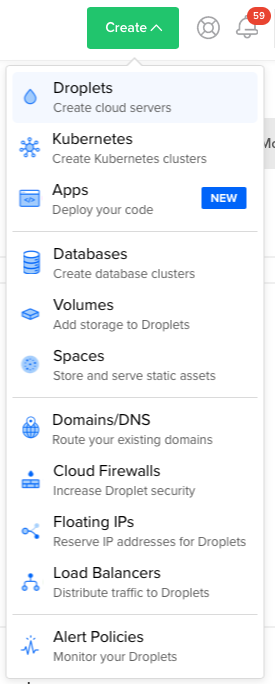 Create
59
Droplets
Create cloud servers
Kubernetes
Create Kubernetes clusters
Apps
Deploy your code
NEW
Databases
Create database clusters
Volumes
Add storage to Droplets
Spaces
Store and serve static assets
Domains/DNS
Route your existing domains
Cloud Firewalls
Increase Droplet security
Floating IPs
Reserve IP addresses for Droplets
Load Balancers
Distribute traffic to Droplets
Alert Policies
Monitor your Droplets